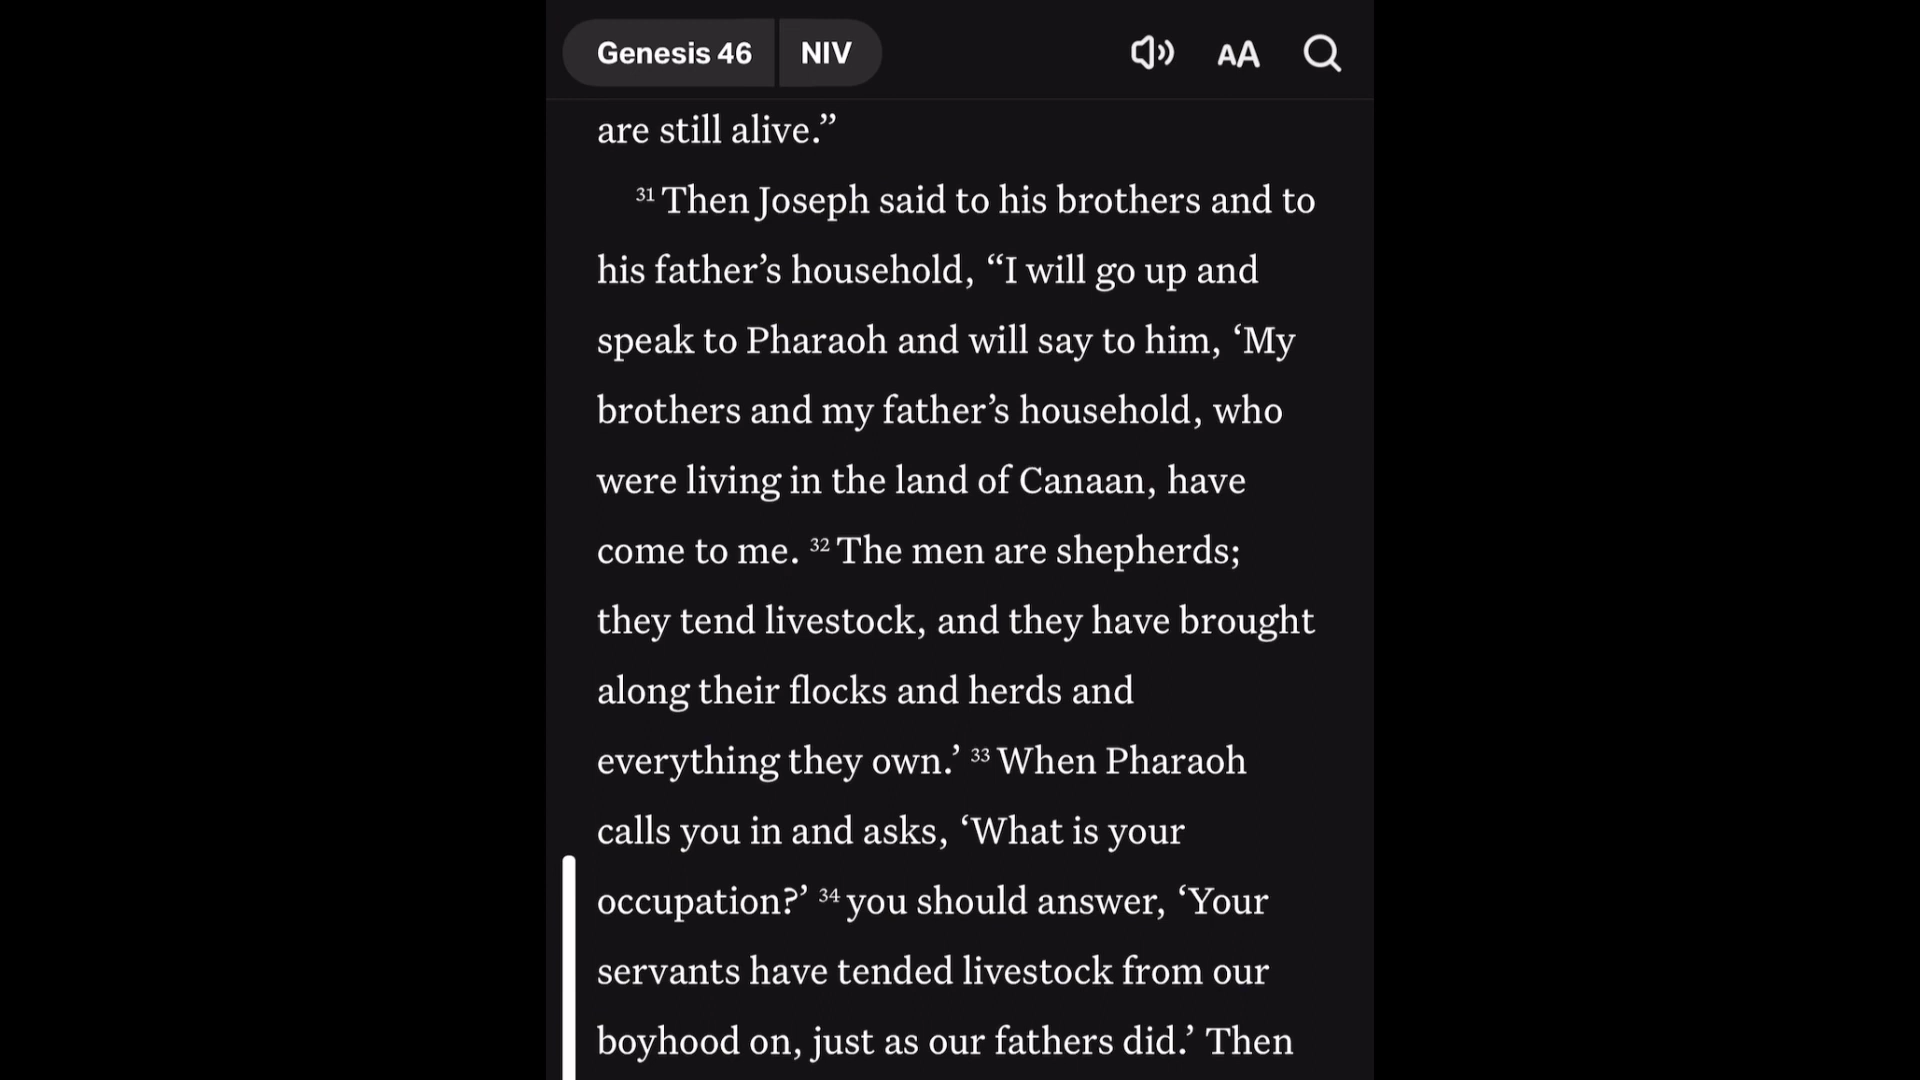 Genesis 46 NIV AA
are still alive.”
31 Then Joseph said to his brothers and to
his father’s household, “I will go up and
speak to Pharaoh and will say to him, ‘My
brothers and my father’s household, who
were living in the land of Canaan, have
come to me. 32 The men are shepherds;
they tend livestock, and they have brought
along their flocks and herds and
everything they own.’ 33 When Pharaoh
calls you in and asks, ‘What is your
occupation?’ 34 you should answer, ‘Your
servants have tended livestock from our
boyhood on, just as our fathers did.’ Then